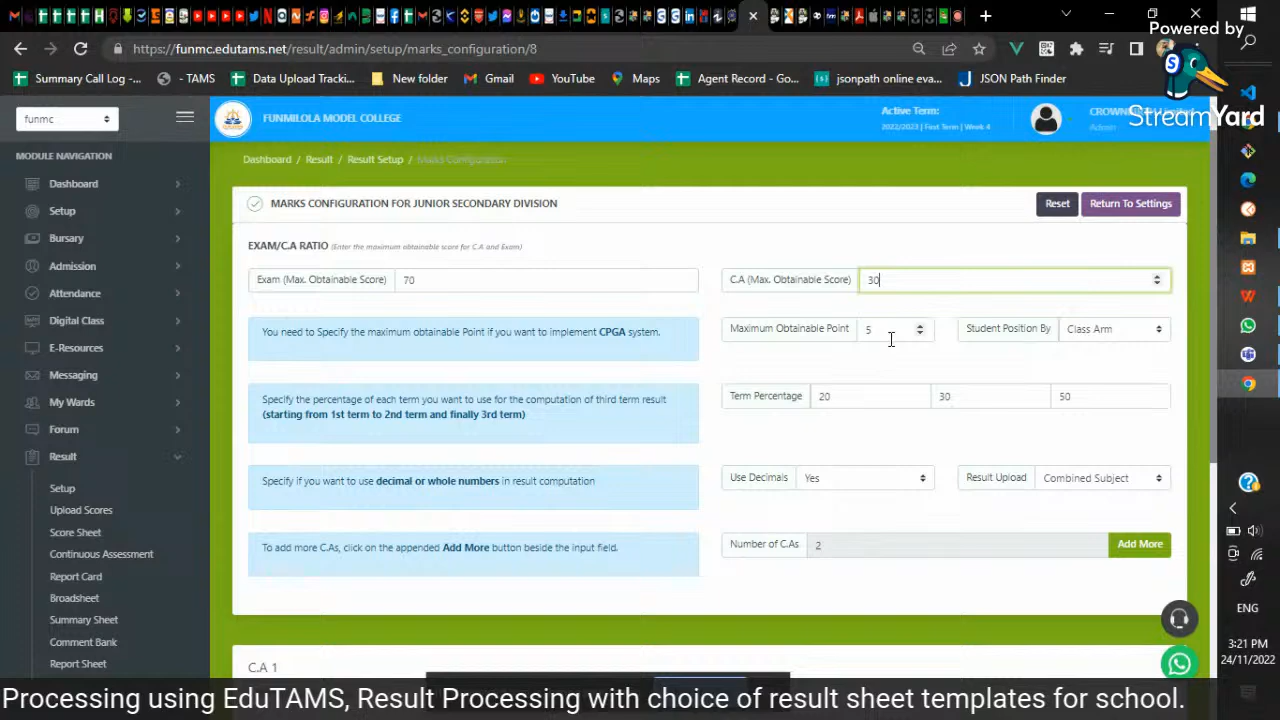 https://funmc.edutams.net/result/admin/setup/marks_configuration/8
Powered by
StreamYard
Summary Call Log -...
- TAMS
Data Upload Tracki...
New folder
Gmail
YouTube
Maps
Agent Record - Go...
jsonpath online eva...
JSON Path Finder
funmc
FUNMILOLA MODEL COLLEGE
Active Term:
2022/2023 | First Term | Week 4
Admin
MODULE NAVIGATION
Dashboard
Setup
Bursary
Admission
Attendance
Digital Class
E-Resources
Messaging
My Wards
Forum
Result
Setup
Upload Scores
Score Sheet
Continuous Assessment
Report Card
Broadsheet
Summary Sheet
Comment Bank
Report Sheet
Dashboard / Result / Result Setup / Marks Configuration
MARKS CONFIGURATION FOR JUNIOR SECONDARY DIVISION
Reset
Return To Settings
EXAM/C.A RATIO (Enter the maximum obtainable score for C.A and Exam)
Exam (Max. Obtainable Score) 70
C.A (Max. Obtainable Score) 30
You need to Specify the maximum obtainable Point if you want to implement CPGA system.
Maximum Obtainable Point 5
Student Position By Class Arm
Specify the percentage of each term you want to use for the computation of third term result
(starting from 1st term to 2nd term and finally 3rd term)
Term Percentage 20 30 50
Specify if you want to use decimal or whole numbers in result computation
Use Decimals Yes
Result Upload Combined Subject
To add more C.As, click on the appended Add More button beside the input field.
Number of C.As 2
Add More
C.A 1
ENG
3:21 PM
24/11/2022
Processing using EduTAMS, Result Processing with choice of result sheet templates for school.